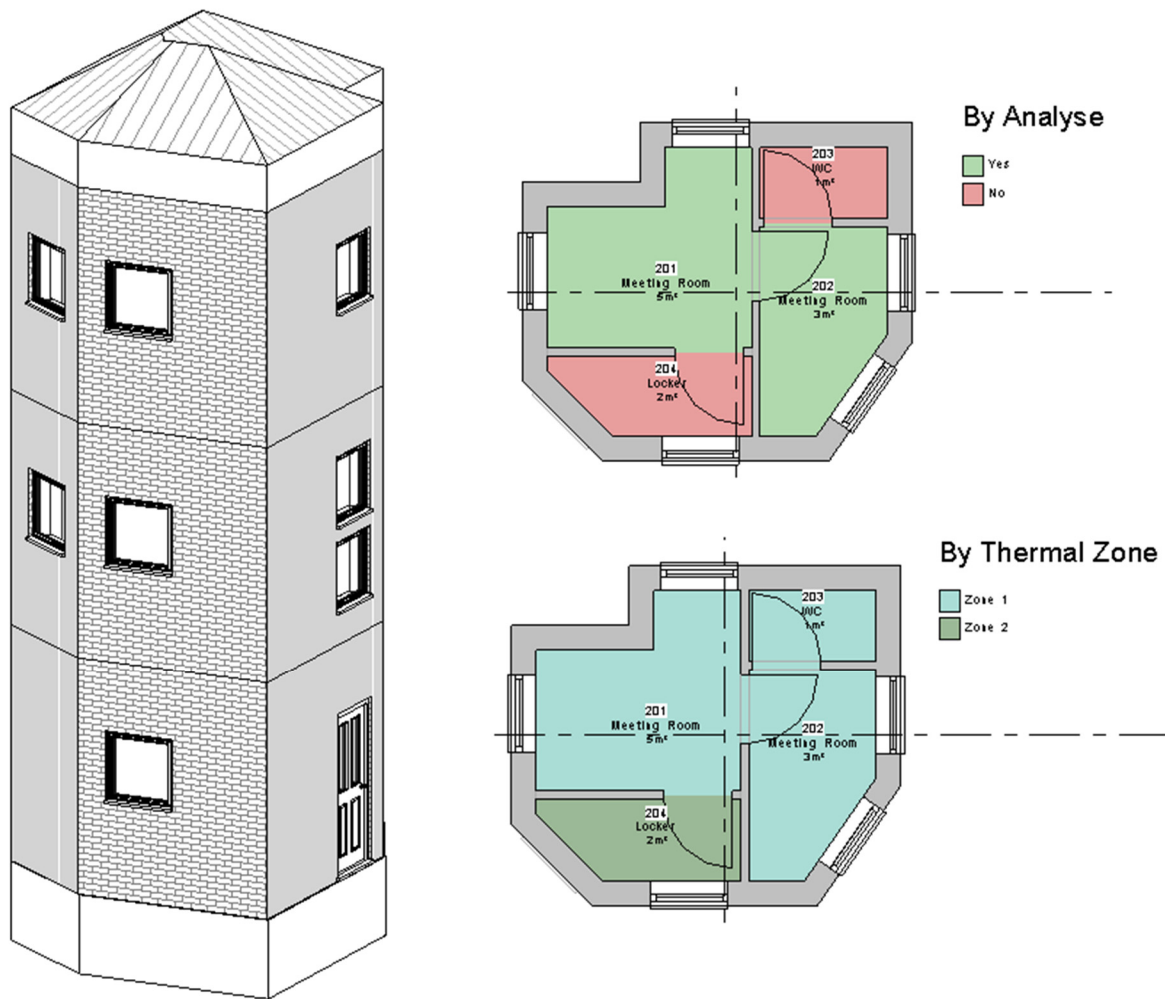 By Analyse
Yes
No
203
WC
1m²
201
Meeting Room
5m²
202
Meeting Room
3m²
204
Locker
2m²
By Thermal Zone
Zone 1
Zone 2
203
WC
1m²
201
Meeting Room
5m²
202
Meeting Room
3m²
204
Locker
2m²